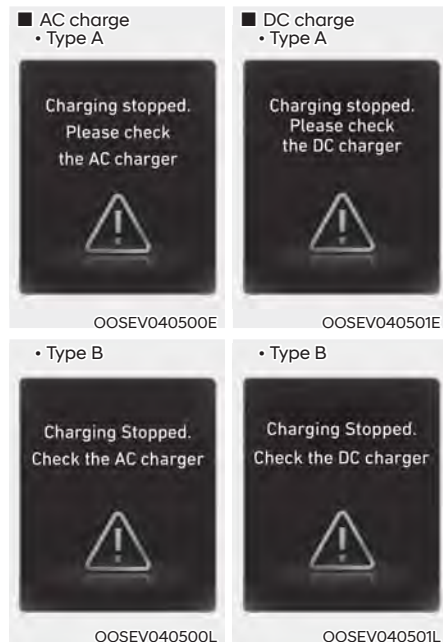 ■ AC charge
• Type A
Charging stopped.
Please check
the AC charger
OOSEV040500E
■ DC charge
• Type A
Charging stopped.
Please check
the DC charger
OOSEV040501E
• Type B
Charging Stopped.
Check the AC charger
OOSEV040500L
• Type B
Charging Stopped.
Check the DC charger
OOSEV040501L